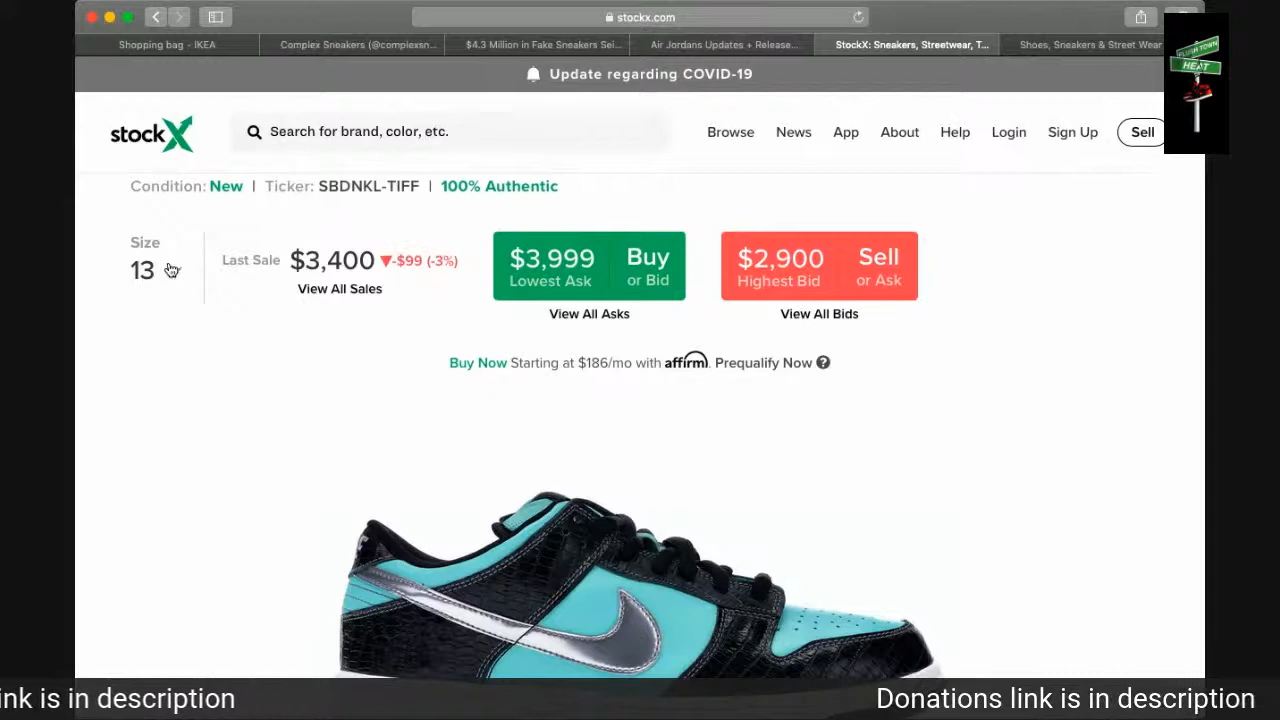 stockx.com
Shopping bag - IKEA
Complex Sneakers (@complexsn...
$4.3 Million in Fake Sneakers Sei...
Air Jordans Updates + Release...
StockX: Sneakers, Streetwear, T...
Shoes, Sneakers & Street Wear
FLUSH TOWN
HEAT
Update regarding COVID-19
stockX
Search for brand, color, etc.
Browse
News
App
About
Help
Login
Sign Up
Sell
Condition: New | Ticker: SBDNKL-TIFF | 100% Authentic
Size
13
Last Sale $3,400 ▼-$99 (-3%)
View All Sales
$3,999 Buy
Lowest Ask or Bid
View All Asks
$2,900 Sell
Highest Bid or Ask
View All Bids
Buy Now Starting at $186/mo with affirm. Prequalify Now ?
ink is in description
Donations link is in description